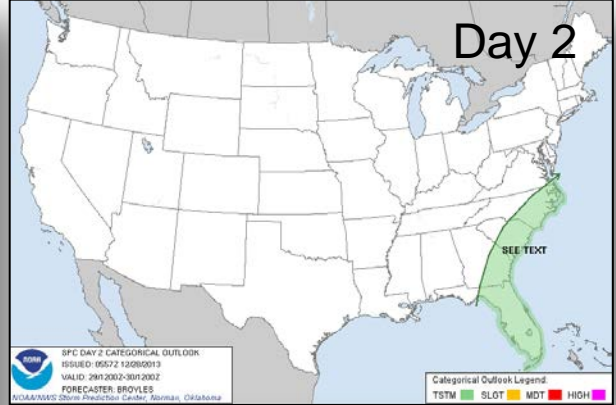 Day 2
SEE TEXT
NOAA
SPC DAY 2 CATEGORICAL OUTLOOK
ISSUED: 0557Z 12/28/2013
VALID: 29/1200Z-30/1200Z
FORECASTER: BROYLES
NOAA/NWS Storm Prediction Center, Norman, Oklahoma
Categorical Outlook Legend:
TSTM SLGT MDT HIGH